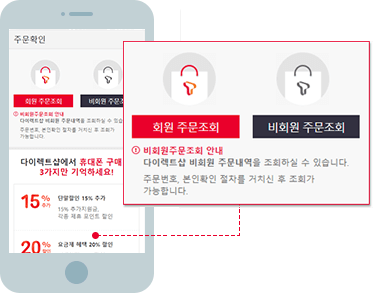 주문확인
회원 주문조회 비회원 주문조회
① 비회원주문조회 안내
다이렉트샵 비회원 주문내역을 조회하실 수 있습니다.
주문번호, 본인확인 절차를 거치신 후 조회가
가능합니다.
다이렉트샵에서 휴대폰 구매
3가지만 기억하세요!
15% 추가
단말할인 15% 추가
15% 추가지원금,
각종 제휴 포인트 할인
20% 할인
요금제 혜택 20% 할인
회원 주문조회 비회원 주문조회
① 비회원주문조회 안내
다이렉트샵 비회원 주문내역을 조회하실 수 있습니다.
주문번호, 본인확인 절차를 거치신 후 조회가
가능합니다.